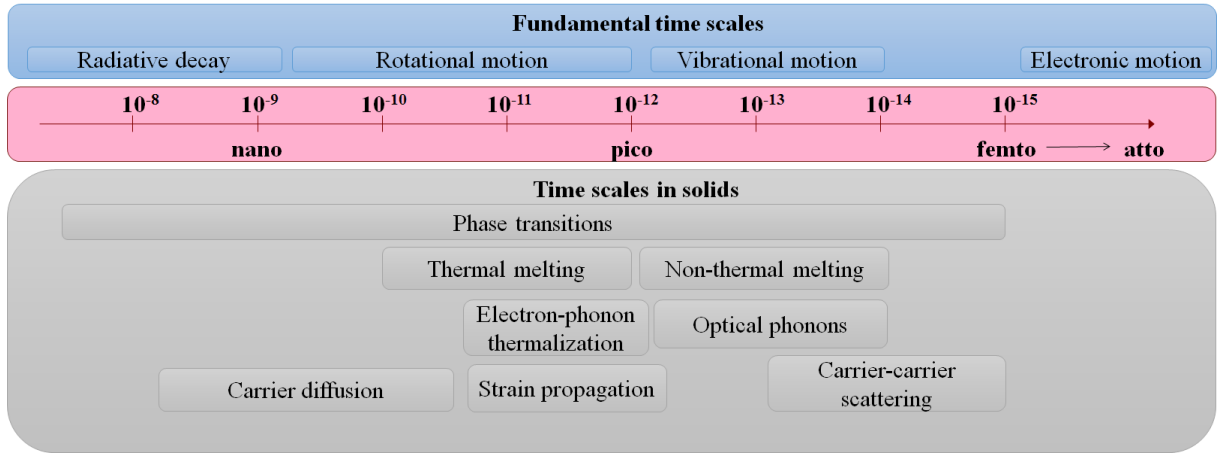 Fundamental time scales
Radiative decay Rotational motion Vibrational motion Electronic motion
10⁻⁸ 10⁻⁹ 10⁻¹⁰ 10⁻¹¹ 10⁻¹² 10⁻¹³ 10⁻¹⁴ 10⁻¹⁵
nano pico femto atto
Time scales in solids
Phase transitions
Thermal melting Non-thermal melting
Electron-phonon
thermalization
Optical phonons
Carrier diffusion
Strain propagation
Carrier-carrier
scattering